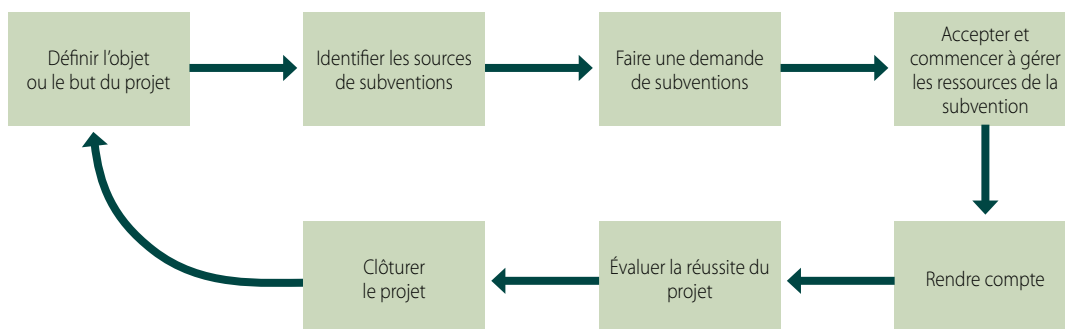 Définir l’objet
ou le but du projet
Identifier les sources
de subventions
Faire une demande
de subventions
Accepter et
commencer à gérer
les ressources de la
subvention
Rendre compte
Évaluer la réussite du
projet
Clôturer
le projet